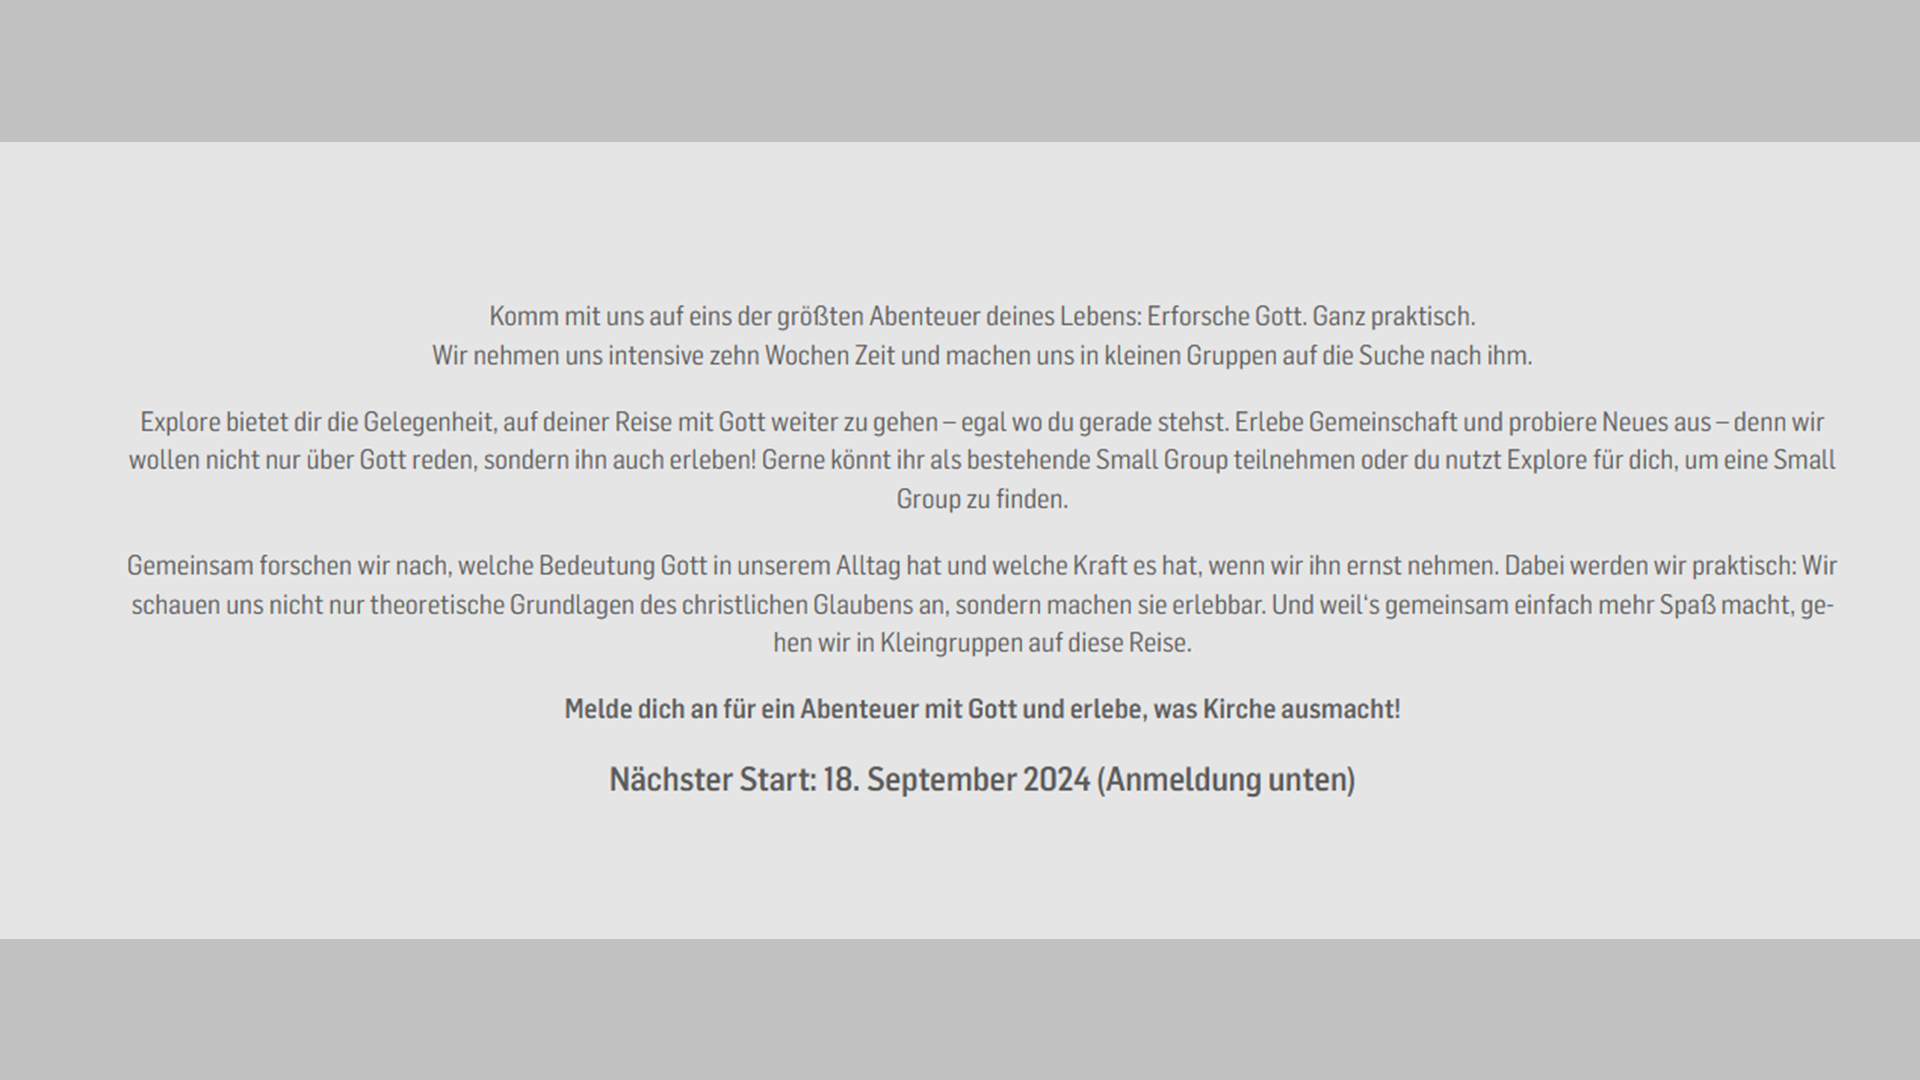 Komm mit uns auf eins der größten Abenteuer deines Lebens: Erforsche Gott. Ganz praktisch.
Wir nehmen uns intensive zehn Wochen Zeit und machen uns in kleinen Gruppen auf die Suche nach ihm.
Explore bietet dir die Gelegenheit, auf deiner Reise mit Gott weiter zu gehen – egal wo du gerade stehst. Erlebe Gemeinschaft und probiere Neues aus – denn wir
wollen nicht nur über Gott reden, sondern ihn auch erleben! Gerne könnt ihr als bestehende Small Group teilnehmen oder du nutzt Explore für dich, um eine Small
Group zu finden.
Gemeinsam forschen wir nach, welche Bedeutung Gott in unserem Alltag hat und welche Kraft es hat, wenn wir ihn ernst nehmen. Dabei werden wir praktisch: Wir
schauen uns nicht nur theoretische Grundlagen des christlichen Glaubens an, sondern machen sie erlebbar. Und weil‘s gemeinsam einfach mehr Spaß macht, ge-
hen wir in Kleingruppen auf diese Reise.
Melde dich an für ein Abenteuer mit Gott und erlebe, was Kirche ausmacht!
Nächster Start: 18. September 2024 (Anmeldung unten)